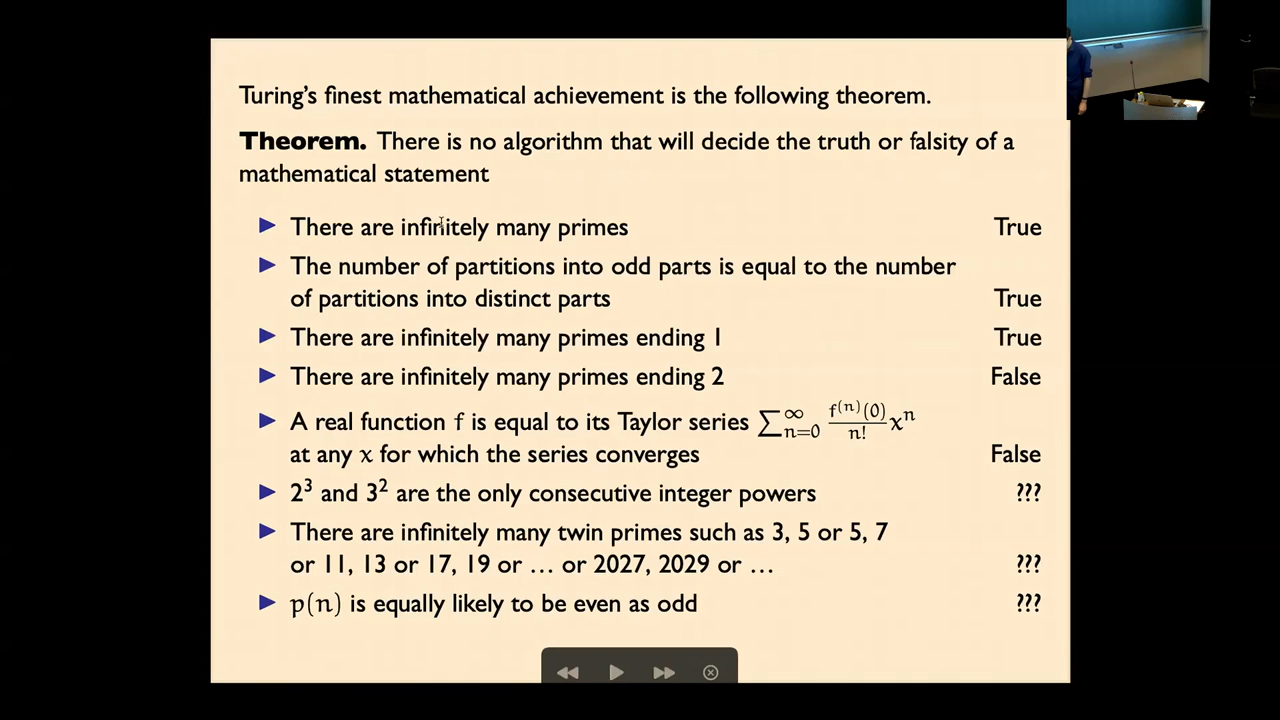 Turing's finest mathematical achievement is the following theorem.
Theorem. There is no algorithm that will decide the truth or falsity of a
mathematical statement
▶ There are infinitely many primes True
▶ The number of partitions into odd parts is equal to the number
of partitions into distinct parts True
▶ There are infinitely many primes ending 1 True
▶ There are infinitely many primes ending 2 False
▶ A real function f is equal to its Taylor series $\sum_{n=0}^{\infty} \frac{f^{(n)}(0)}{n!} x^n$
at any x for which the series converges False
▶ 2³ and 3² are the only consecutive integer powers ???
▶ There are infinitely many twin primes such as 3, 5 or 5, 7
or 11, 13 or 17, 19 or … or 2027, 2029 or … ???
▶ p(n) is equally likely to be even as odd ???